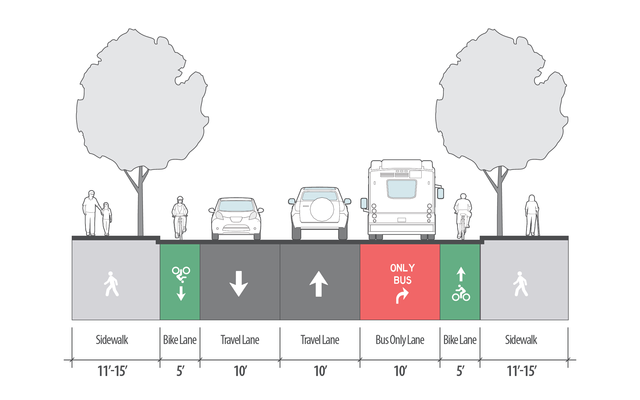 ONLY
BUS
Sidewalk
Bike Lane
Travel Lane
Travel Lane
Bus Only Lane
Bike Lane
Sidewalk
11'-15'
5'
10'
10'
10'
5'
11'-15'